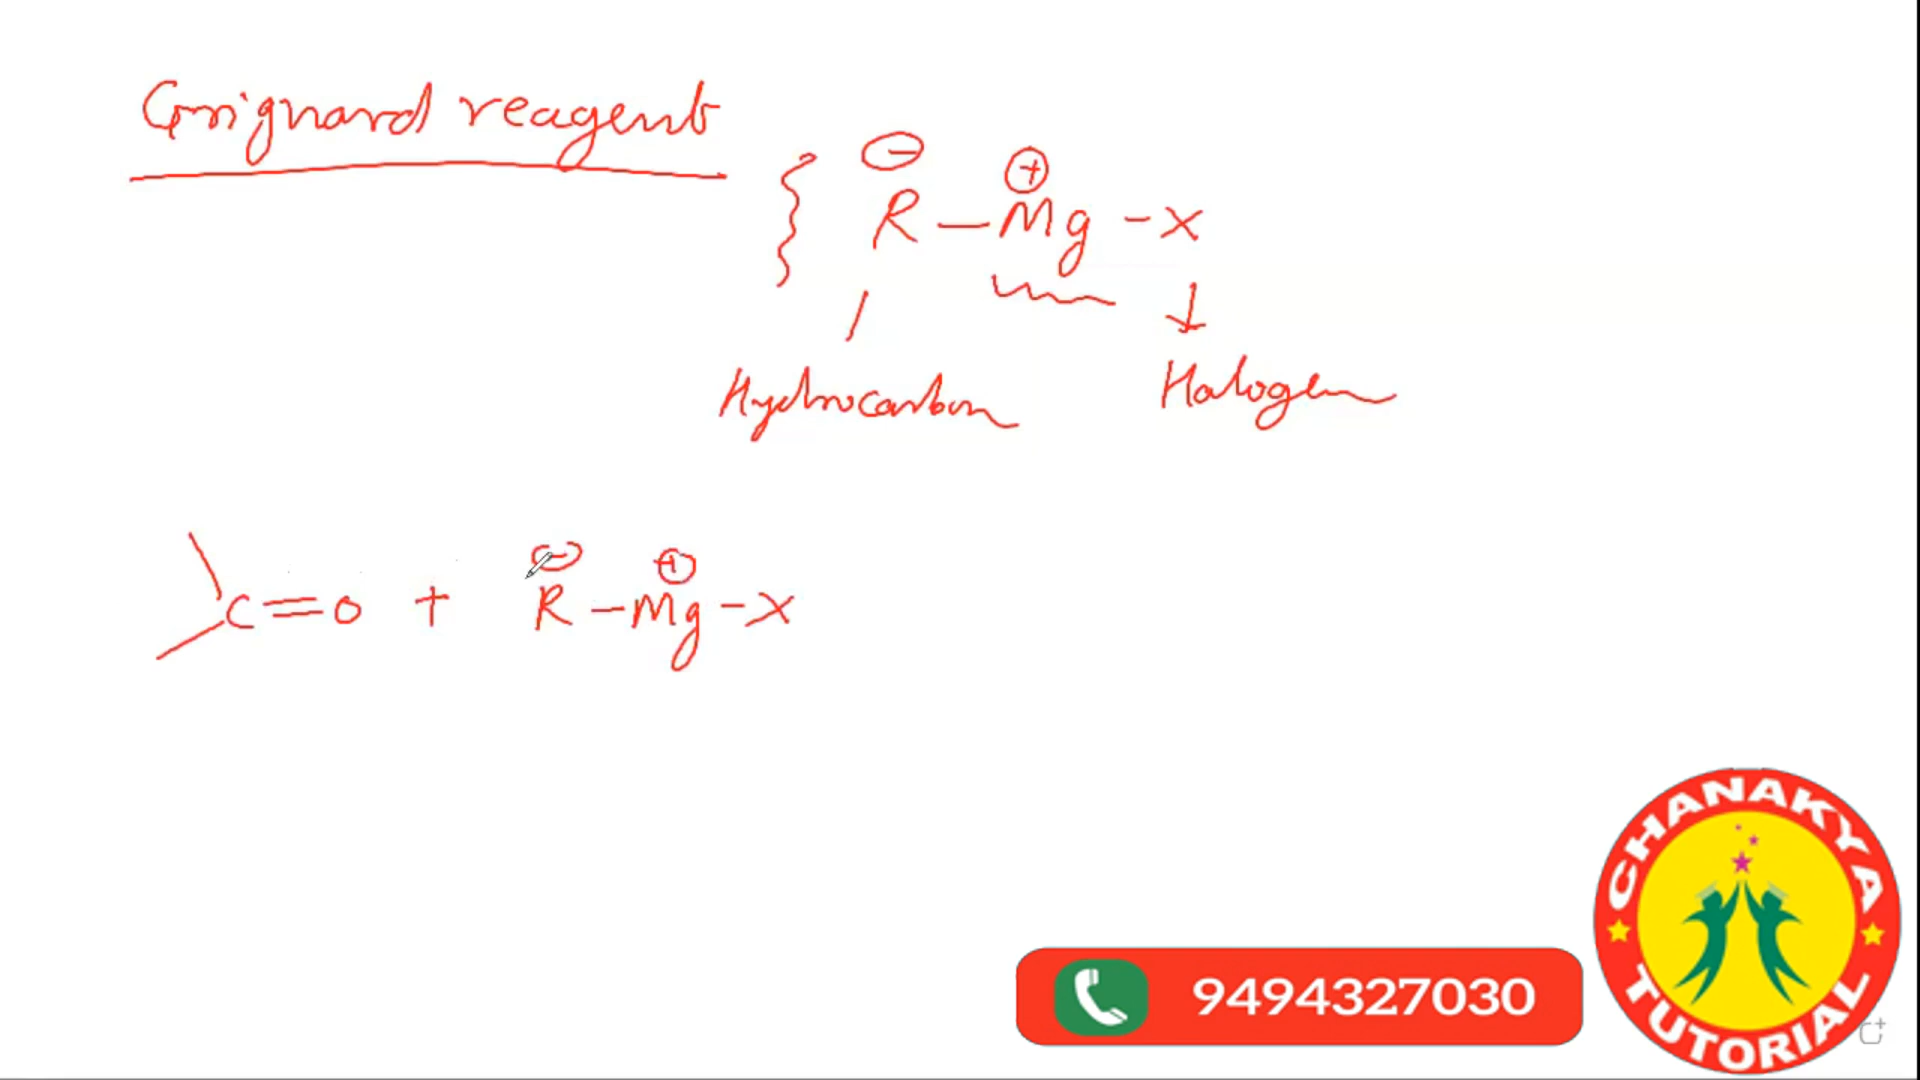 Grignard reagent
⊖ ⊕
R - Mg - X
Hydrocarbon Halogen
⊖ ⊕
C=O + R - Mg - X
9494327030
CHANAKYA TUTORIAL